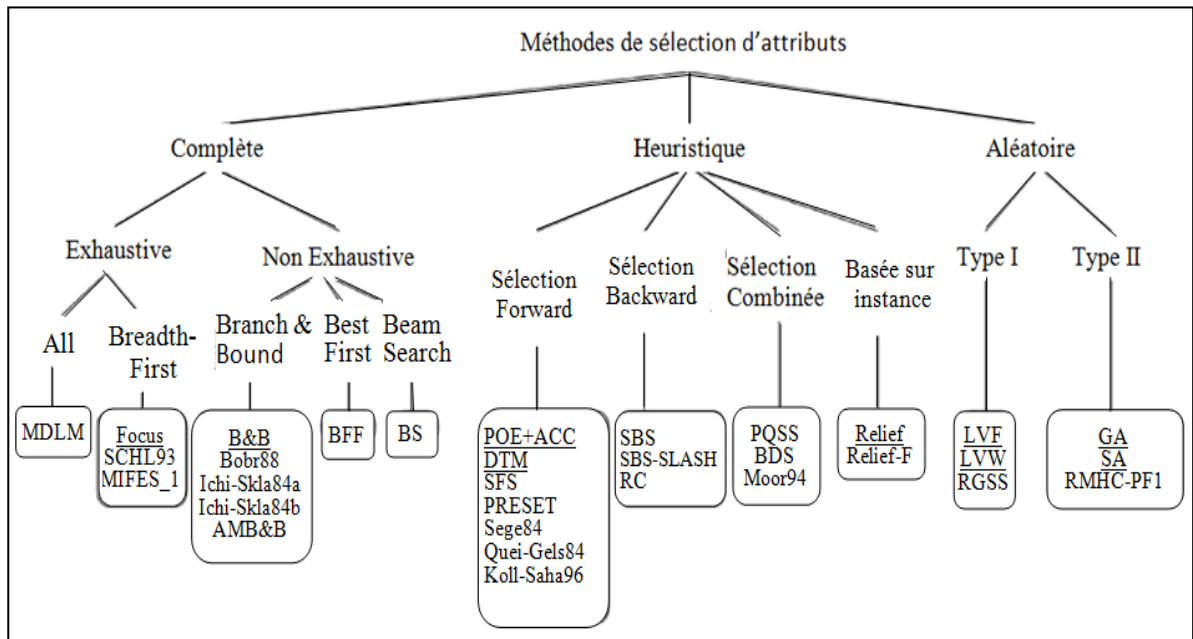 Méthodes de sélection d'attributs
Complète
Heuristique
Aléatoire
Exhaustive
Non Exhaustive
Sélection
Forward
Sélection
Backward
Sélection
Combinée
Basée sur
instance
Type I
Type II
All
Breadth-
First
Branch &
Bound
Best
First
Beam
Search
MDLM
Focus
SCHL93
MIFES_1
B&B
Bobr88
Ichi-Skla84a
Ichi-Skla84b
AMB&B
BFF
BS
POE+ACC
DTM
SFS
PRESET
Sege84
Quei-Gels84
Koll-Saha96
SBS
SBS-SLASH
RC
PQSS
BDS
Moor94
Relief
Relief-F
LVF
LVW
RGSS
GA
SA
RMHC-PF1